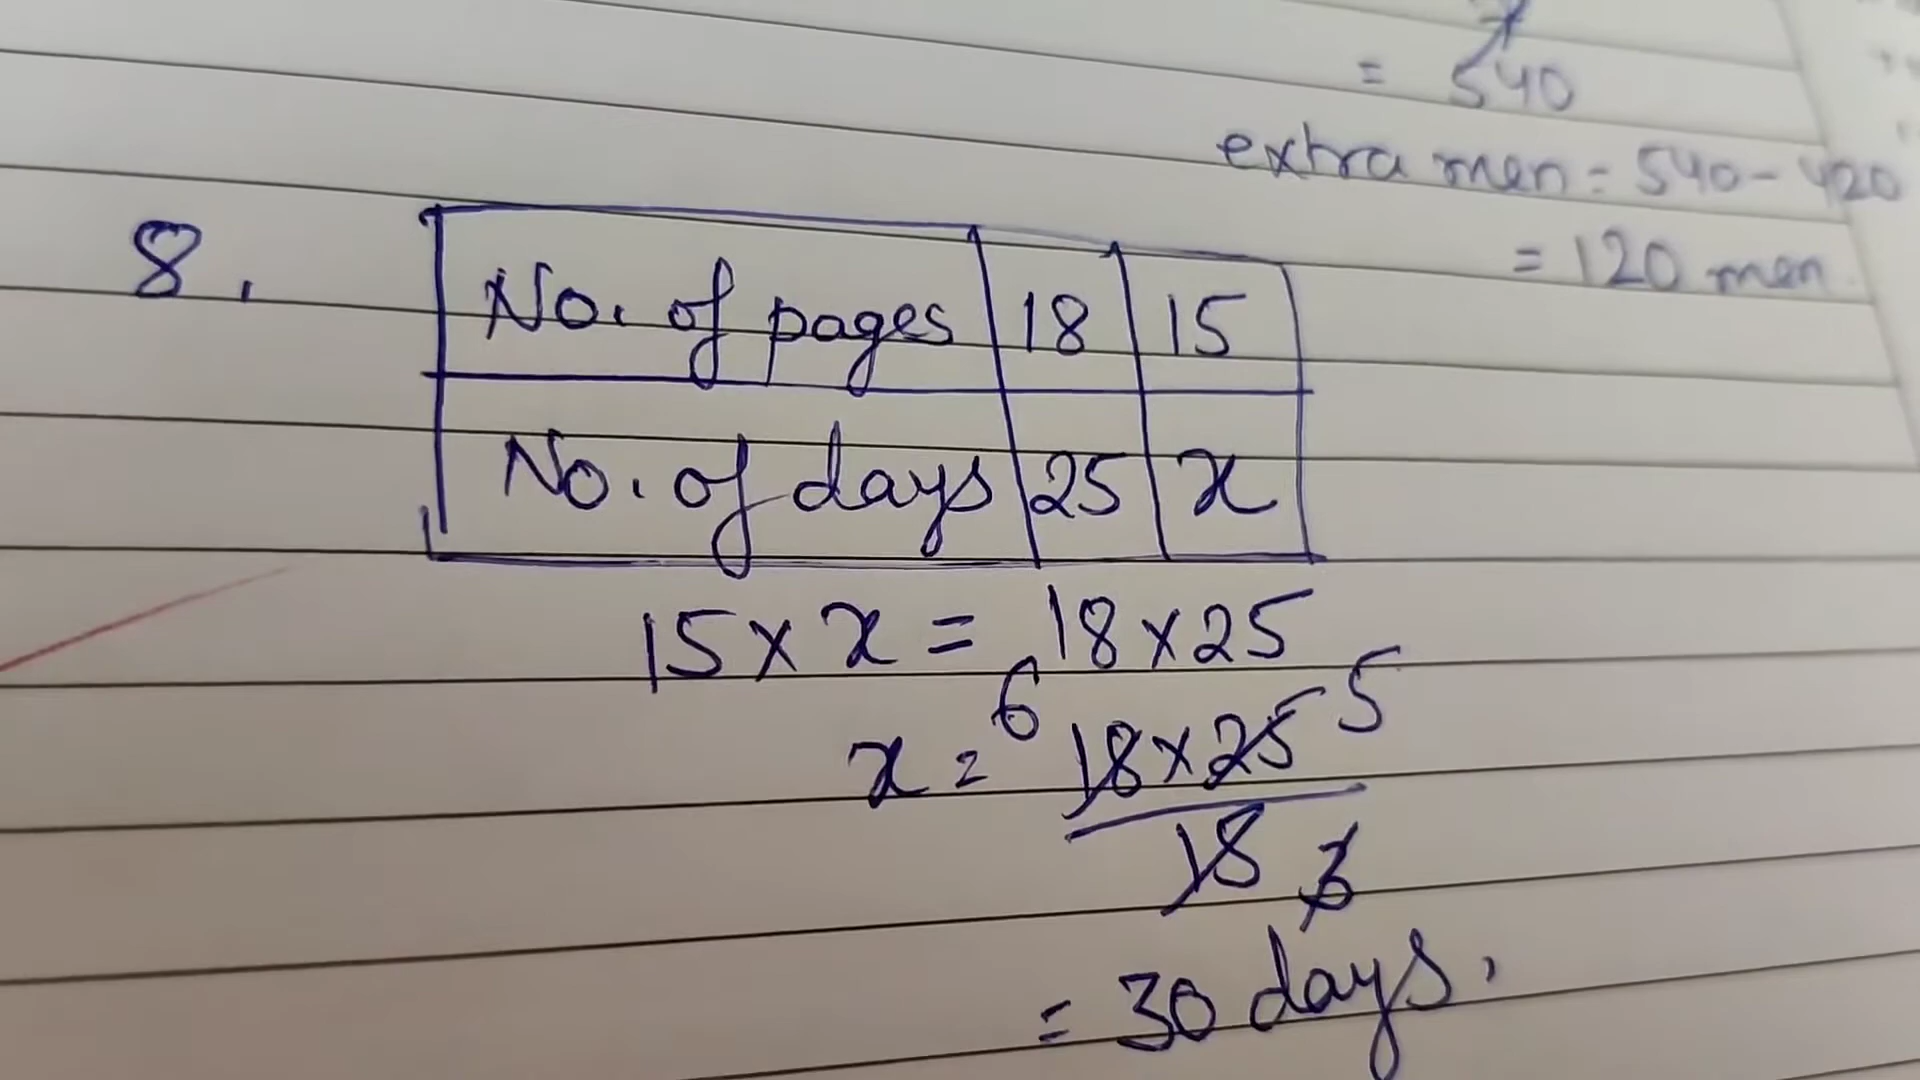 = 540
extra men = 540 - 420
= 120 men.
8.
No. of pages 18 15
No. of days 25 x
15 × x = 18 × 25
6 5
x = 18 × 25
15 3
= 30 days.